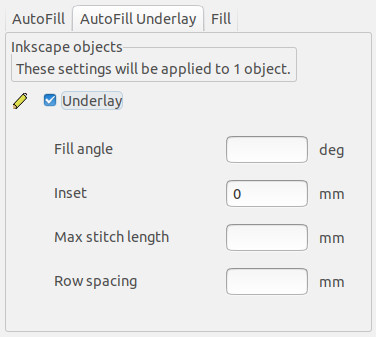 AutoFill AutoFill Underlay Fill
Inkscape objects
These settings will be applied to 1 object.
Underlay
Fill angle deg
Inset 0 mm
Max stitch length mm
Row spacing mm